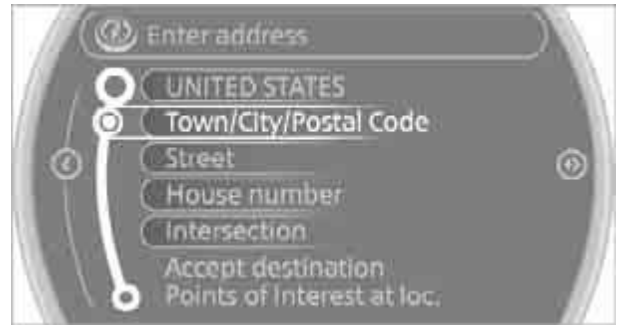 Enter address
UNITED STATES
Town/City/Postal Code
Street
House number
Intersection
Accept destination
Points of Interest at loc.